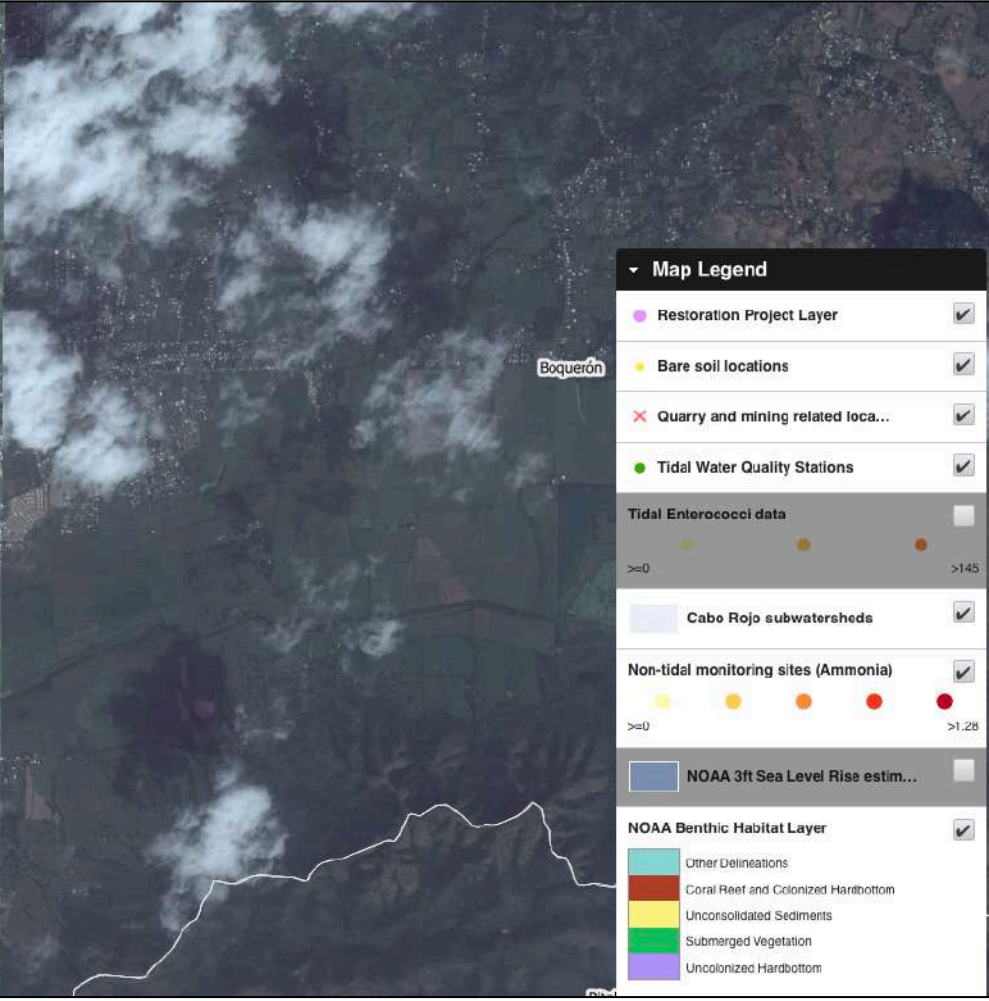 Boquerón
Map Legend
Restoration Project Layer
Bare soil locations
Quarry and mining related loca...
Tidal Water Quality Stations
Tidal Enterococci data
>=0 >145
Cabo Rojo subwatersheds
Non-tidal monitoring sites (Ammonia)
>=0 >1.28
NOAA 3ft Sea Level Rise estim...
NOAA Benthic Habitat Layer
Other Delineations
Coral Reef and Colonized Hardbottom
Unconsolidated Sediments
Submerged Vegetation
Uncolonized Hardbottom